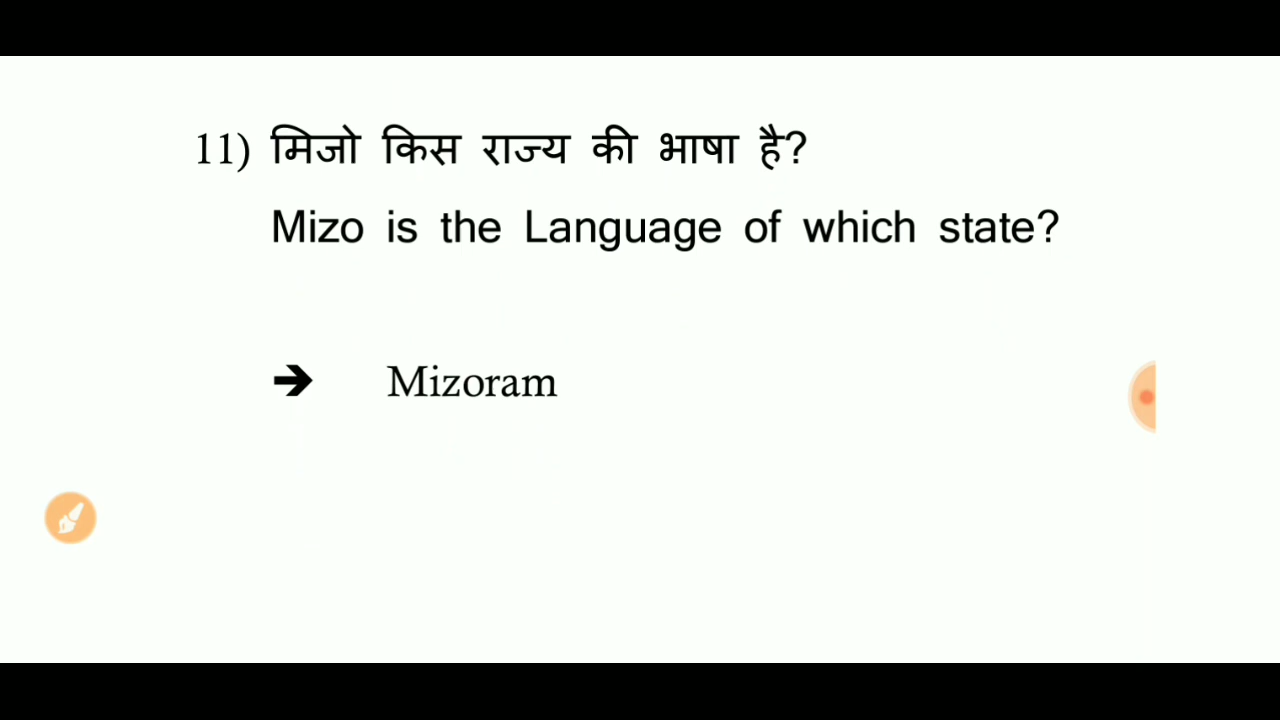 11) मिजो किस राज्य की भाषा है?
Mizo is the Language of which state?
➔ Mizoram